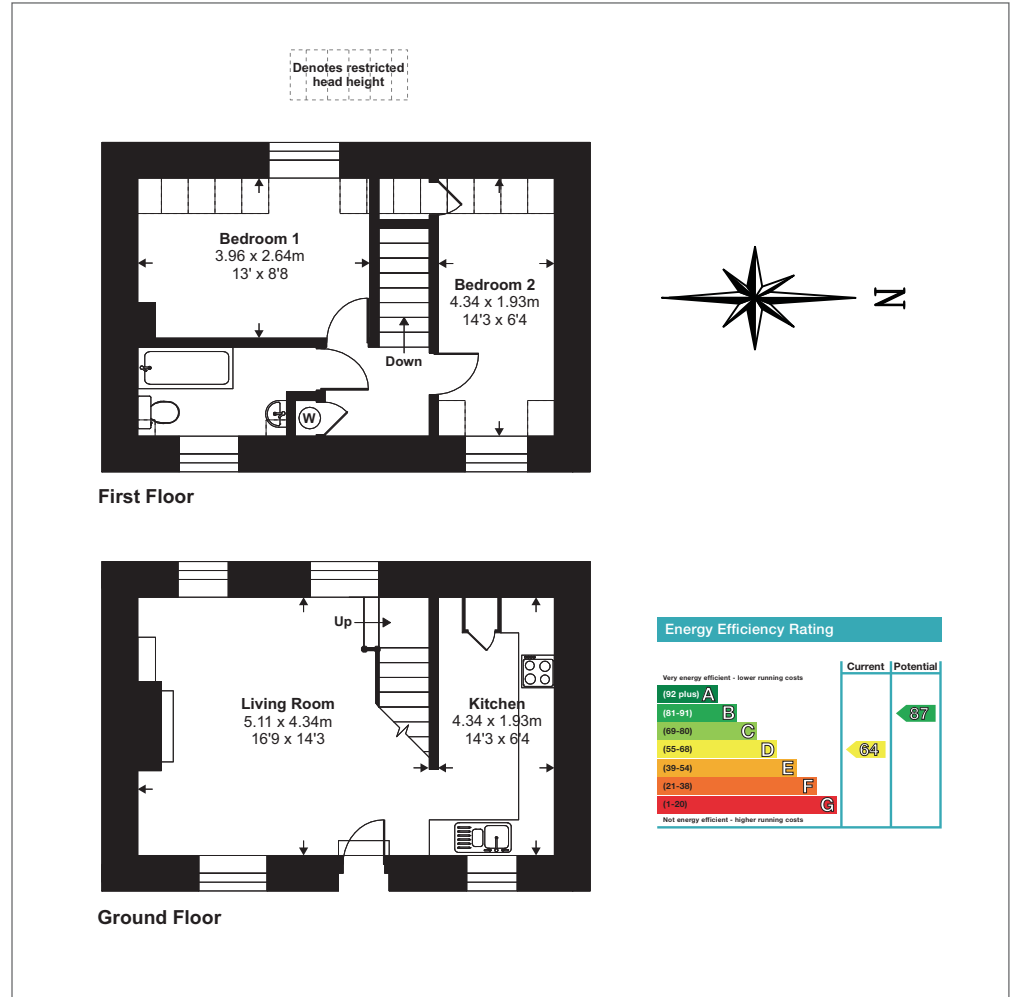 Denotes restricted
head height
Bedroom 1
3.96 x 2.64m
13' x 8'8
Bedroom 2
4.34 x 1.93m
14'3 x 6'4
Down
W
First Floor
N
Up
Living Room
5.11 x 4.34m
16'9 x 14'3
Kitchen
4.34 x 1.93m
14'3 x 6'4
Ground Floor
Energy Efficiency Rating
Current Potential
Very energy efficient - lower running costs
(92 plus) A
(81-91) B
87
(69-80) C
(55-68) D
64
(39-54) E
(21-38) F
(1-20) G
Not energy efficient - higher running costs